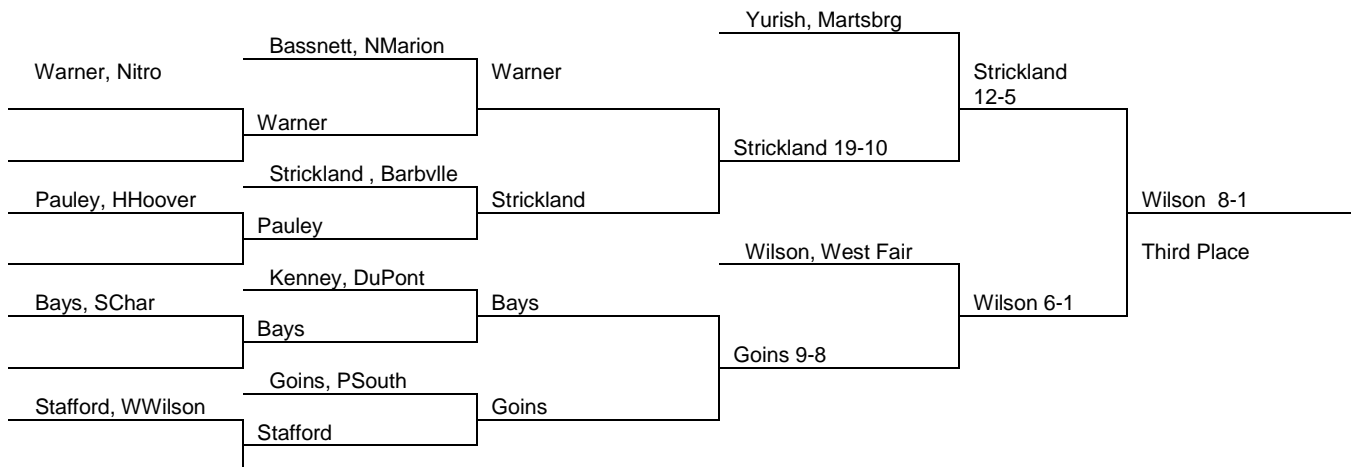 Yurish, Martsbrg
Bassnett, NMarion
Warner, Nitro
Warner
Strickland
12-5
Warner
Strickland 19-10
Strickland , Barbvlle
Pauley, HHoover
Strickland
Wilson  8-1
Pauley
Wilson, West Fair
Third Place
Kenney, DuPont
Bays, SChar
Bays
Wilson 6-1
Bays
Goins 9-8
Goins, PSouth
Stafford, WWilson
Goins
Stafford